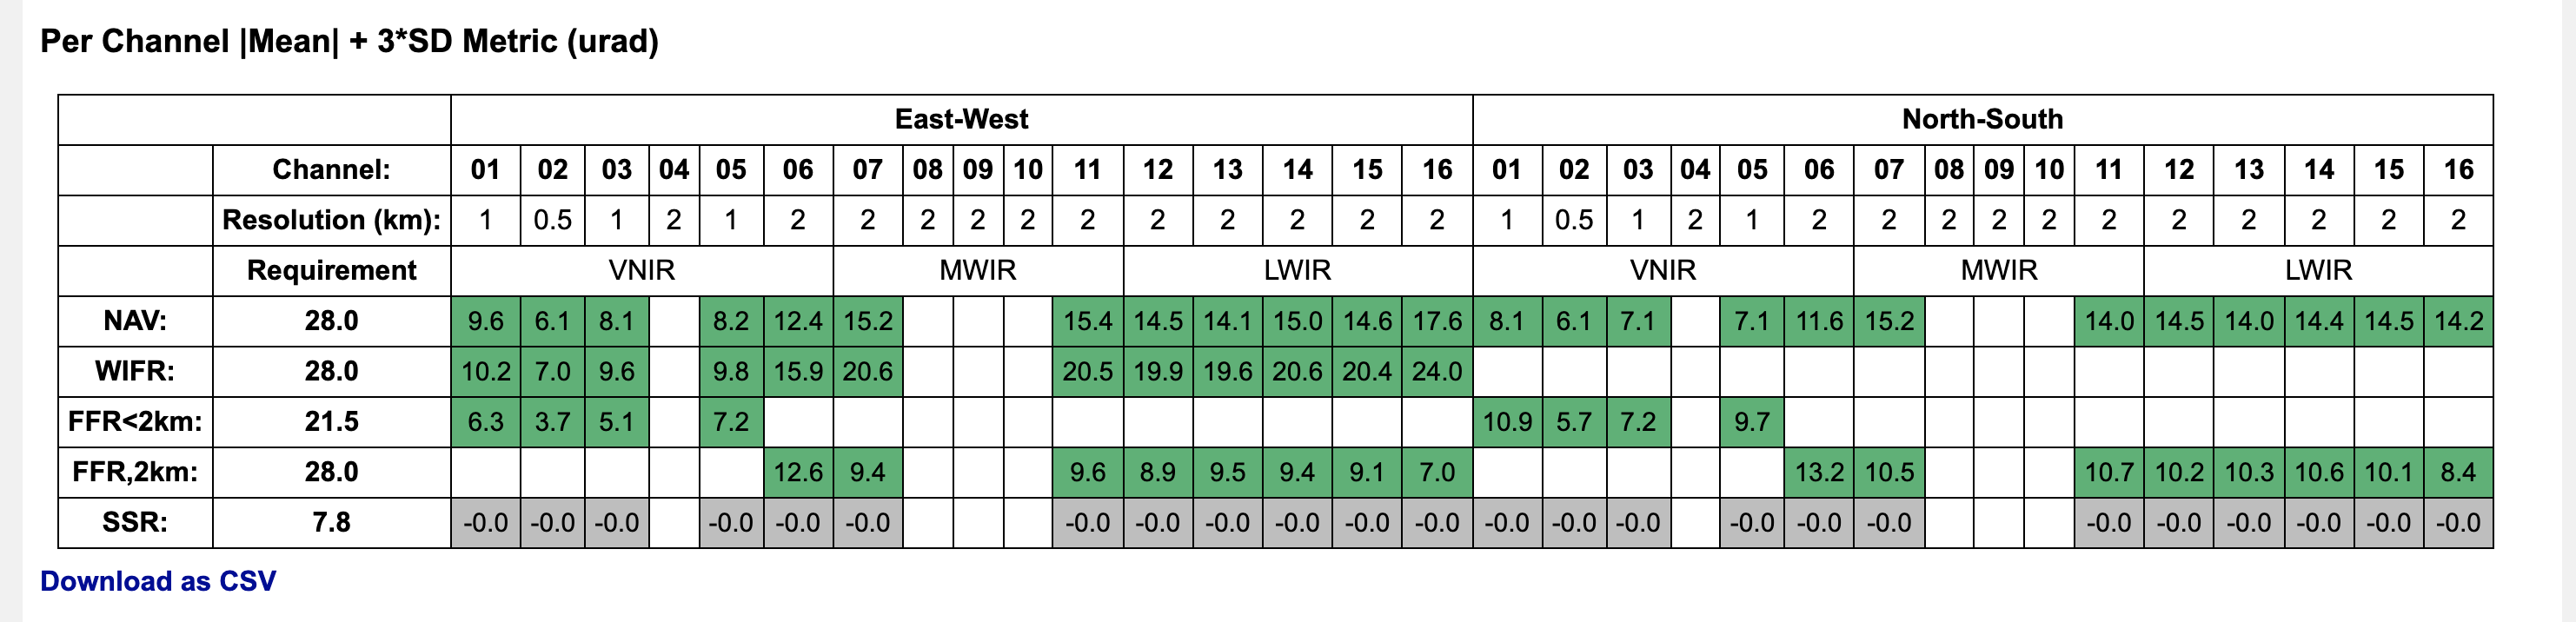 Per Channel |Mean| + 3*SD Metric (urad)
East-West North-South
Channel: 01 02 03 04 05 06 07 08 09 10 11 12 13 14 15 16 01 02 03 04 05 06 07 08 09 10 11 12 13 14 15 16
Resolution (km): 1 0.5 1 2 1 2 2 2 2 2 2 2 2 2 2 2 1 0.5 1 2 1 2 2 2 2 2 2 2 2 2 2 2
Requirement VNIR MWIR LWIR VNIR MWIR LWIR
NAV: 28.0 9.6 6.1 8.1 8.2 12.4 15.2 15.4 14.5 14.1 15.0 14.6 17.6 8.1 6.1 7.1 7.1 11.6 15.2 14.0 14.5 14.0 14.4 14.5 14.2
WIFR: 28.0 10.2 7.0 9.6 9.8 15.9 20.6 20.5 19.9 19.6 20.6 20.4 24.0
FFR<2km: 21.5 6.3 3.7 5.1 7.2 10.9 5.7 7.2 9.7
FFR,2km: 28.0 12.6 9.4 9.6 8.9 9.5 9.4 9.1 7.0 13.2 10.5 10.7 10.2 10.3 10.6 10.1 8.4
SSR: 7.8 -0.0 -0.0 -0.0 -0.0 -0.0 -0.0 -0.0 -0.0 -0.0 -0.0 -0.0 -0.0 -0.0 -0.0 -0.0 -0.0 -0.0 -0.0 -0.0 -0.0 -0.0 -0.0 -0.0 -0.0
Download as CSV